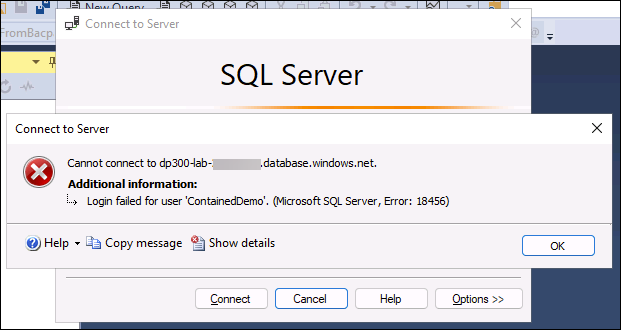 New Query
FromBacp
Connect to Server
SQL Server
Connect to Server
Cannot connect to dp300-lab- .database.windows.net.
Additional information:
Login failed for user 'ContainedDemo'. (Microsoft SQL Server, Error: 18456)
Help
Copy message
Show details
OK
Connect
Cancel
Help
Options >>